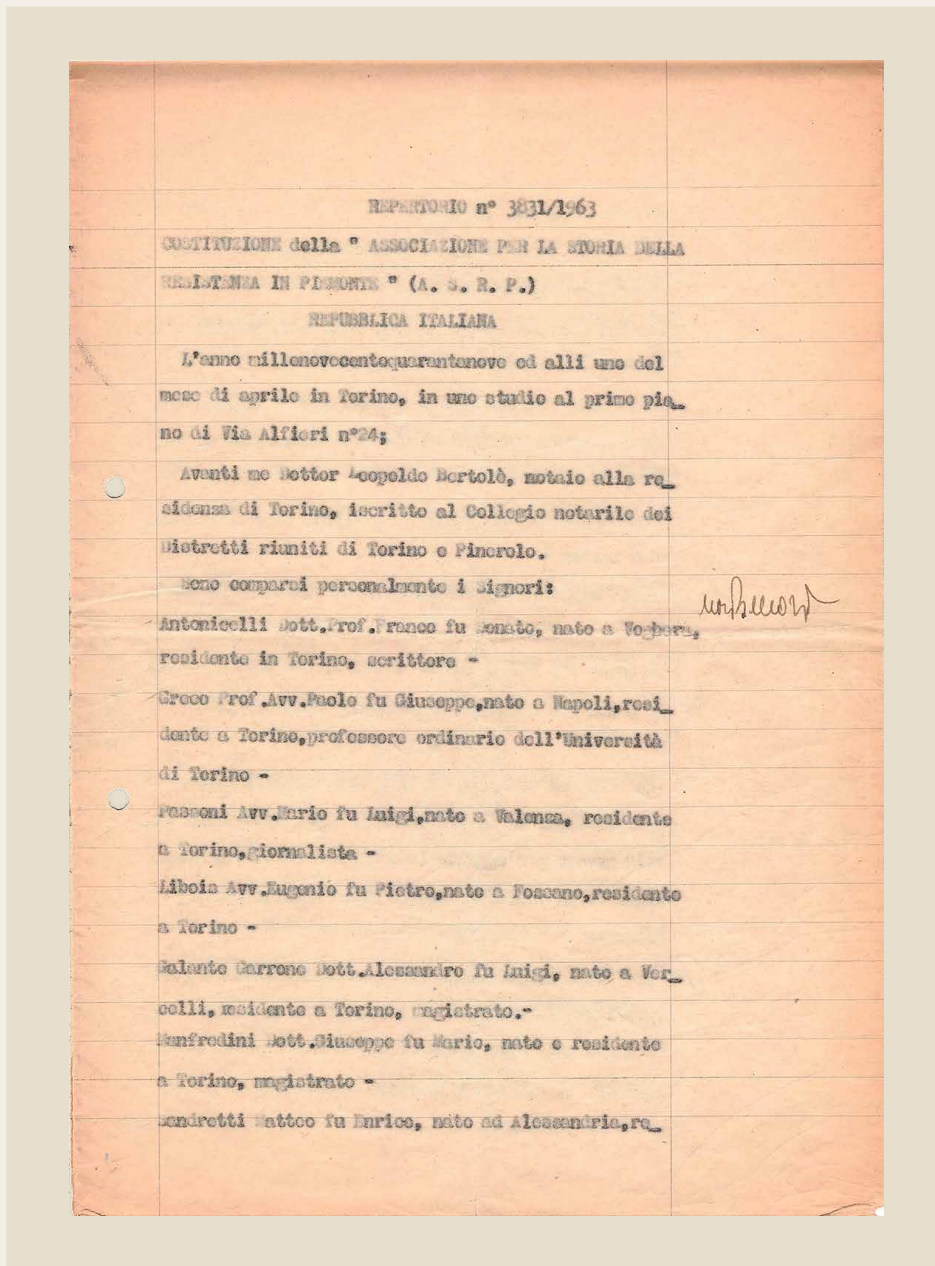 REPERTORIO n° 3831/1963
COSTITUZIONE della " ASSOCIAZIONE PER LA STORIA DELLA
RESISTENZA IN PIEMONTE " (A. S. R. P.)
REPUBBLICA ITALIANA
L'anno millenovecentoquarantanove ed alli uno del
mese di aprile in Torino, in uno studio al primo pia_
no di Via Alfieri n°24;
Avanti me Dottor Leopoldo Bertolè, notaio alla re_
sidenza di Torino, iscritto al Collegio notarile dei
Distretti riuniti di Torino e Pinerolo.
Sono comparsi personalmente i Signori:
Antonicelli Dott.Prof.Franco fu Donato, nato a Voghera,
residente in Torino, scrittore -
Greco Prof.Avv.Paolo fu Giuseppe,nato a Napoli,resi_
dente a Torino,professore ordinario dell'Università
di Torino -
Passoni Avv.Mario fu Luigi,nato a Valenza, residente
a Torino,giornalista -
Libois Avv.Eugenio fu Pietro,nato a Fossano,residente
a Torino -
Galante Garrone Dott.Alessandro fu Luigi, nato a Ver_
celli, residente a Torino, magistrato.-
Manfredini Dott.Giuseppe fu Mario, nato e residente
a Torino, magistrato -
Sandretti Matteo fu Enrico, nato ad Alessandria,re_